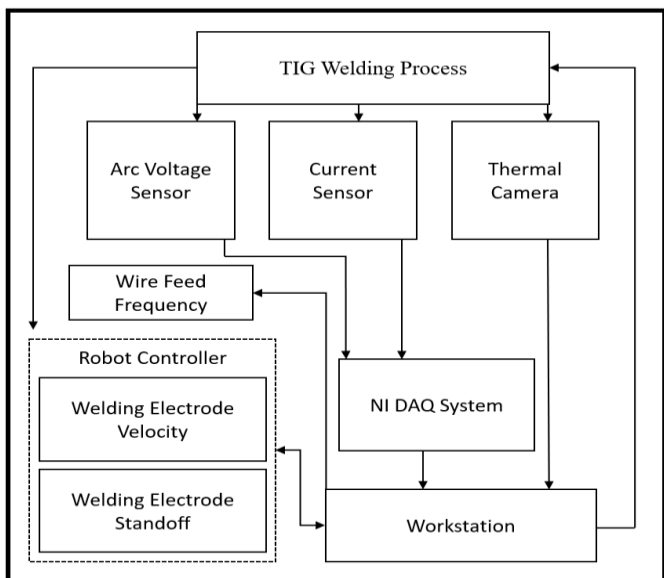 TIG Welding Process
Arc Voltage
Sensor
Current
Sensor
Thermal
Camera
Wire Feed
Frequency
Robot Controller
Welding Electrode
Velocity
NI DAQ System
Welding Electrode
Standoff
Workstation